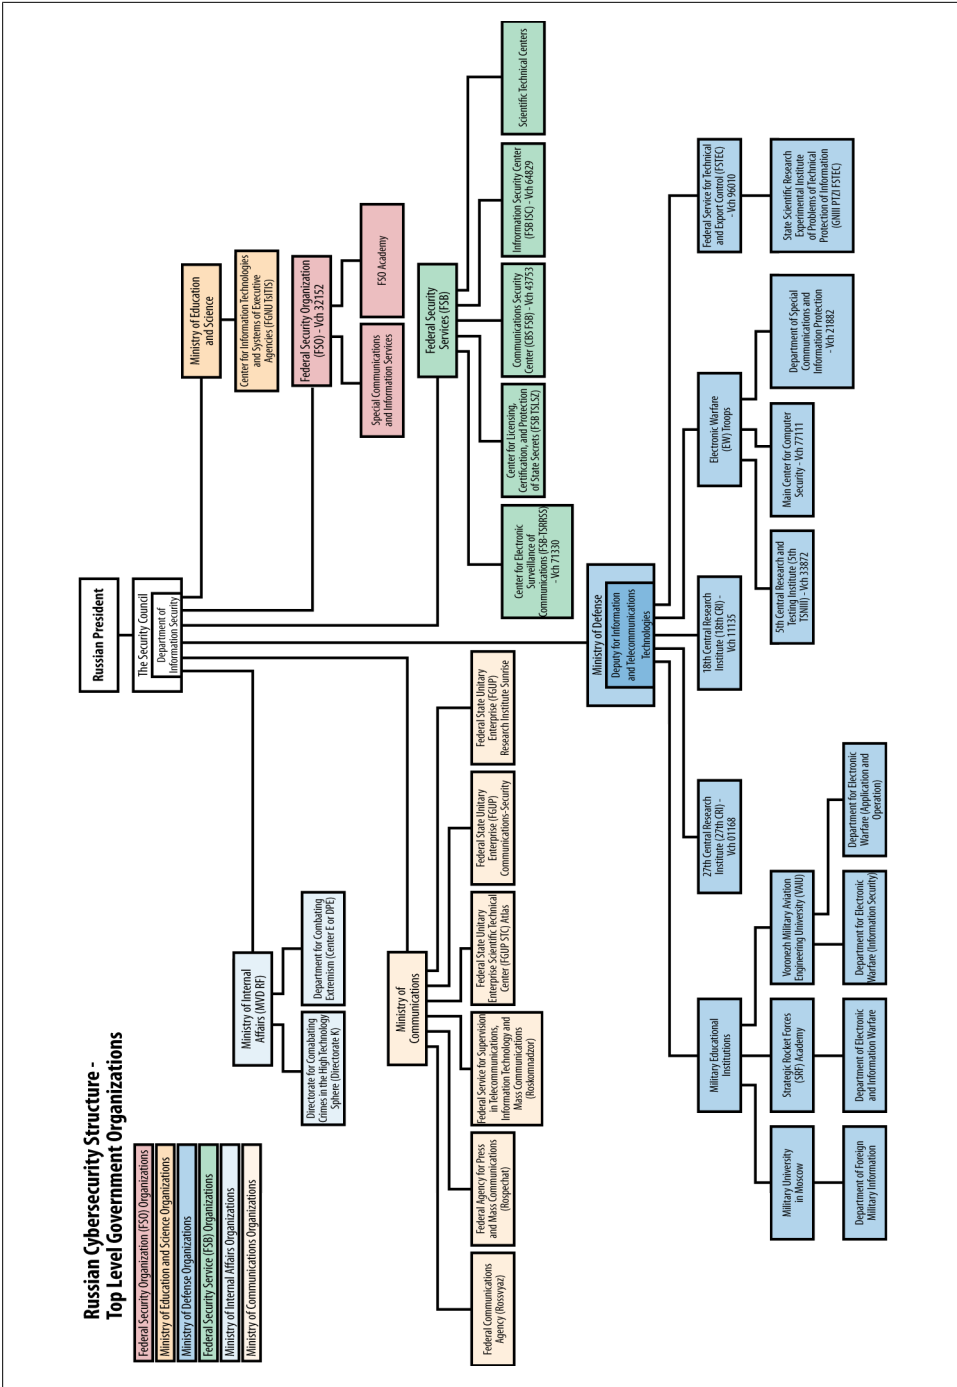 Russian Cybersecurity Structure -
Top Level Government Organizations
Federal Security Organization (FSO) Organizations
Ministry of Education and Science Organizations
Ministry of Defense Organizations
Federal Security Service (FSB) Organizations
Ministry of Internal Affairs Organizations
Ministry of Communications Organizations
Russian President
The Security Council
Department of
Information Security
Ministry of Internal
Affairs (MVD RF)
Directorate for Comabating
Crimes in the High Technology
Sphere (Directorate K)
Department for Combating
Extremism (Center E or DPE)
Ministry of Education
and Science
Center for Information Technologies
and Systems of Executive
Agencies (FGNU TsITIS)
Federal Security Organization
(FSO) - Vch 32152
Special Communications
and Information Services
FSO Academy
Federal Security
Services (FSB)
Center for Electronic
Surveillance of
Communications (FSB-TSRRSS)
- Vch 71330
Center for Licensing,
Certification, and Protection
of State Secrets (FSB TSLSZ)
Communications Security
Center (CBS FSB) - Vch 43753
Infrormation Security Center
(FSB ISC) - Vch 64829
Scientific Technical Centers
Ministry of
Communications
Federal Communications
Agency (Rossvyaz)
Federal Agency for Press
and Mass Communications
(Rospechat)
Federal Service for Supervision
in Telecommunications,
Information Technology and
Mass Communications
(Roskomnadzor)
Federal State Unitary
Enterprise Scientific Technical
Center (FGUP STC) Atlas
Federal State Unitary
Enterprise (FGUP)
Communications-Security
Federal State Unitary
Enterprise (FGUP)
Research Institute Sunrise
Ministry of Defense
Deputy for Information
and Telecommunications
Technologies
Military Educational
Institutions
27th Central Research
Institute (27th CRI) -
Vch 01168
18th Central Research
Institute (18th CRI) -
Vch 11135
Electronic Warfare
(EW) Troops
Federal Service for Technical
and Export Control (FSTEC)
- Vch 96010
Military University
in Moscow
Strategic Rocket Forces
(SRF) Academy
Voronezh Military Aviation
Engineering University (VAIU)
5th Central Research and
Testing Institute (5th
TSNIII) - Vch 33872
Main Center for Computer
Security - Vch 77111
Department of Special
Communications and
Information Protection
- Vch 21882
State Scientific Research
Experimental Institute
of Problems of Technical
Protection of Information
(GNIII PTZI FSTEC)
Department of Foreign
Military Information
Department of Electronic
and Information Warfare
Department for Electronic
Warfare (Information Security)
Department for Electronic
Warfare (Application and
Operation)